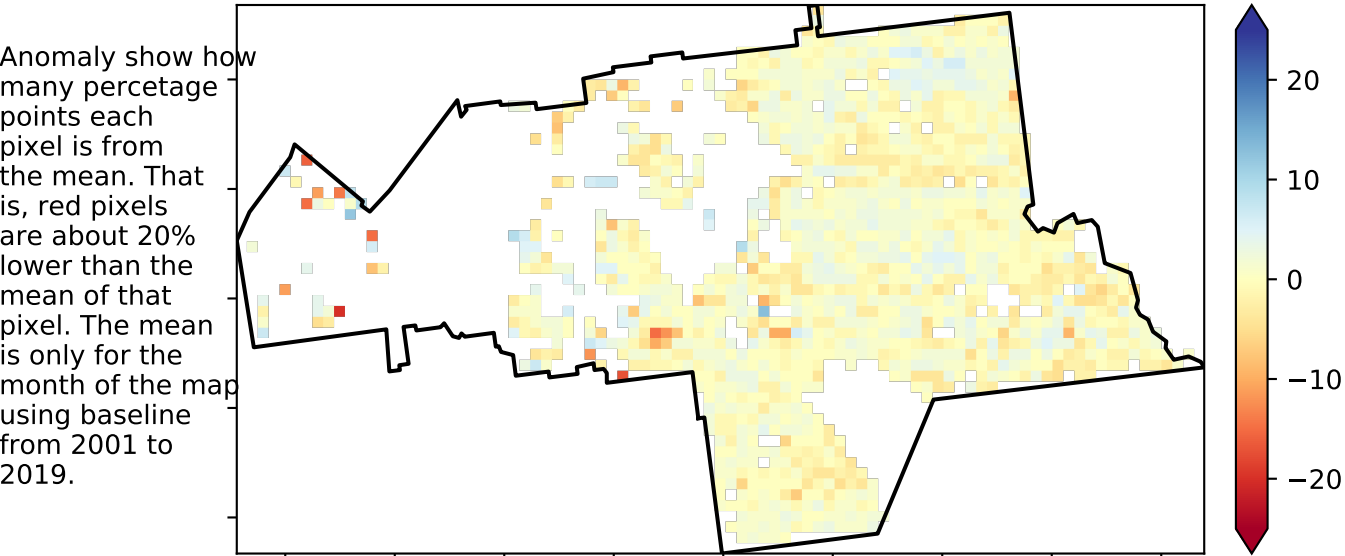 Anomaly show how
many percetage
points each
pixel is from
the mean. That
is, red pixels
are about 20%
lower than the
mean of that
pixel. The mean
is only for the
month of the map
using baseline
from 2001 to
2019.
20
10
0
−10
−20